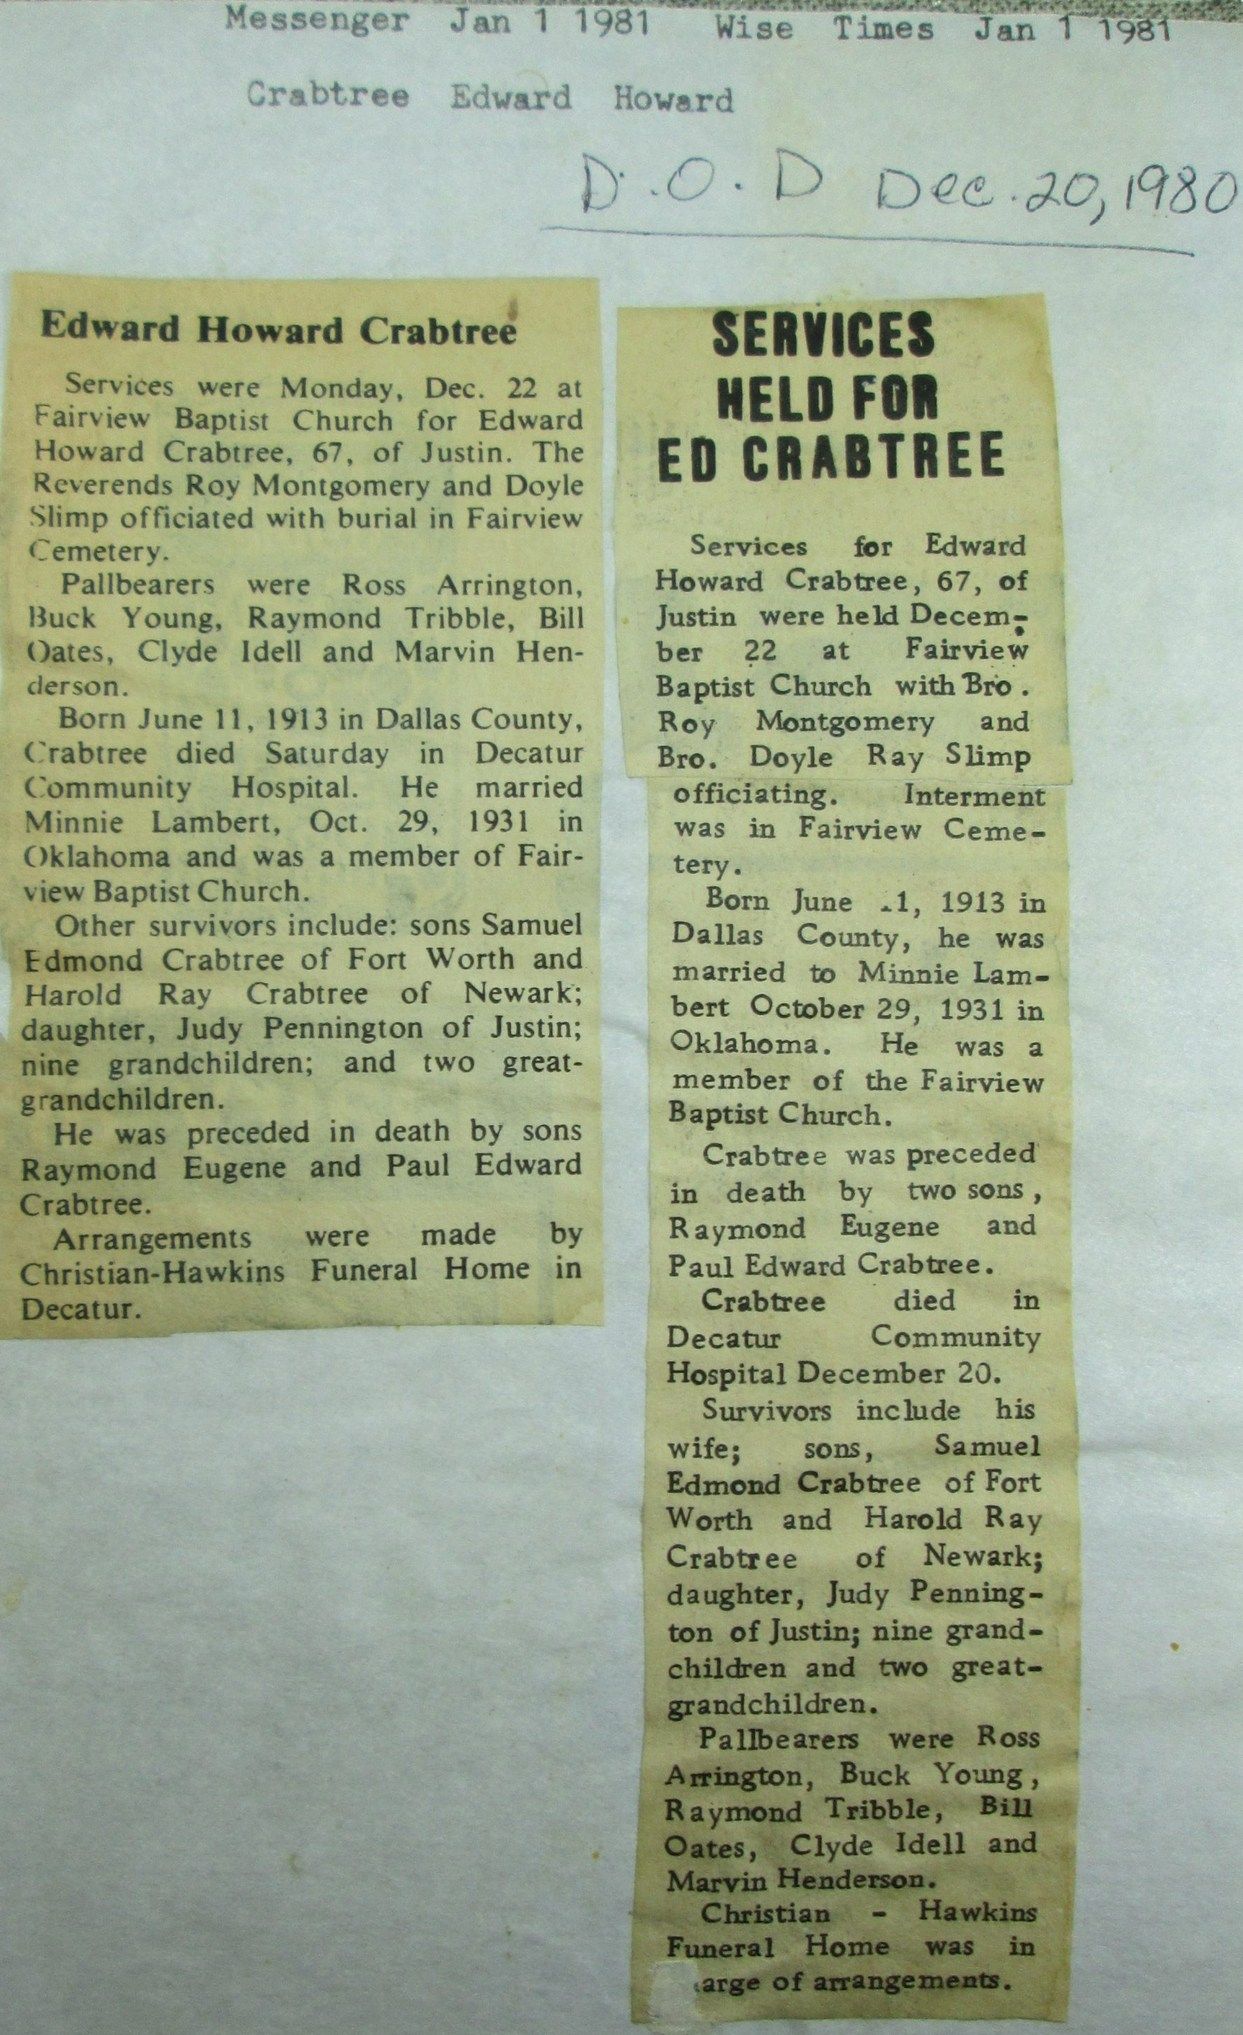 Messenger Jan 1 1981 Wise Times Jan 1 1981
Crabtree Edward Howard
D.O.D Dec. 20, 1980
Edward Howard Crabtree
Services were Monday, Dec. 22 at
Fairview Baptist Church for Edward
Howard Crabtree, 67, of Justin. The
Reverends Roy Montgomery and Doyle
Slimp officiated with burial in Fairview
Cemetery.
Pallbearers were Ross Arrington,
Buck Young, Raymond Tribble, Bill
Oates, Clyde Idell and Marvin Hen-
derson.
Born June 11, 1913 in Dallas County,
Crabtree died Saturday in Decatur
Community Hospital. He married
Minnie Lambert, Oct. 29, 1931 in
Oklahoma and was a member of Fair-
view Baptist Church.
Other survivors include: sons Samuel
Edmond Crabtree of Fort Worth and
Harold Ray Crabtree of Newark;
daughter, Judy Pennington of Justin;
nine grandchildren; and two great-
grandchildren.
He was preceded in death by sons
Raymond Eugene and Paul Edward
Crabtree.
Arrangements were made by
Christian-Hawkins Funeral Home in
Decatur.
SERVICES
HELD FOR
ED CRABTREE
Services for Edward
Howard Crabtree, 67, of
Justin were held Decem-
ber 22 at Fairview
Baptist Church with Bro.
Roy Montgomery and
Bro. Doyle Ray Slimp
officiating. Interment
was in Fairview Ceme-
tery.
Born June 1, 1913 in
Dallas County, he was
married to Minnie Lam-
bert October 29, 1931 in
Oklahoma. He was a
member of the Fairview
Baptist Church.
Crabtree was preceded
in death by two sons,
Raymond Eugene and
Paul Edward Crabtree.
Crabtree died in
Decatur Community
Hospital December 20.
Survivors include his
wife; sons, Samuel
Edmond Crabtree of Fort
Worth and Harold Ray
Crabtree of Newark;
daughter, Judy Penning-
ton of Justin; nine grand-
children and two great-
grandchildren.
Pallbearers were Ross
Arrington, Buck Young,
Raymond Tribble, Bill
Oates, Clyde Idell and
Marvin Henderson.
Christian - Hawkins
Funeral Home was in
arge of arrangements.